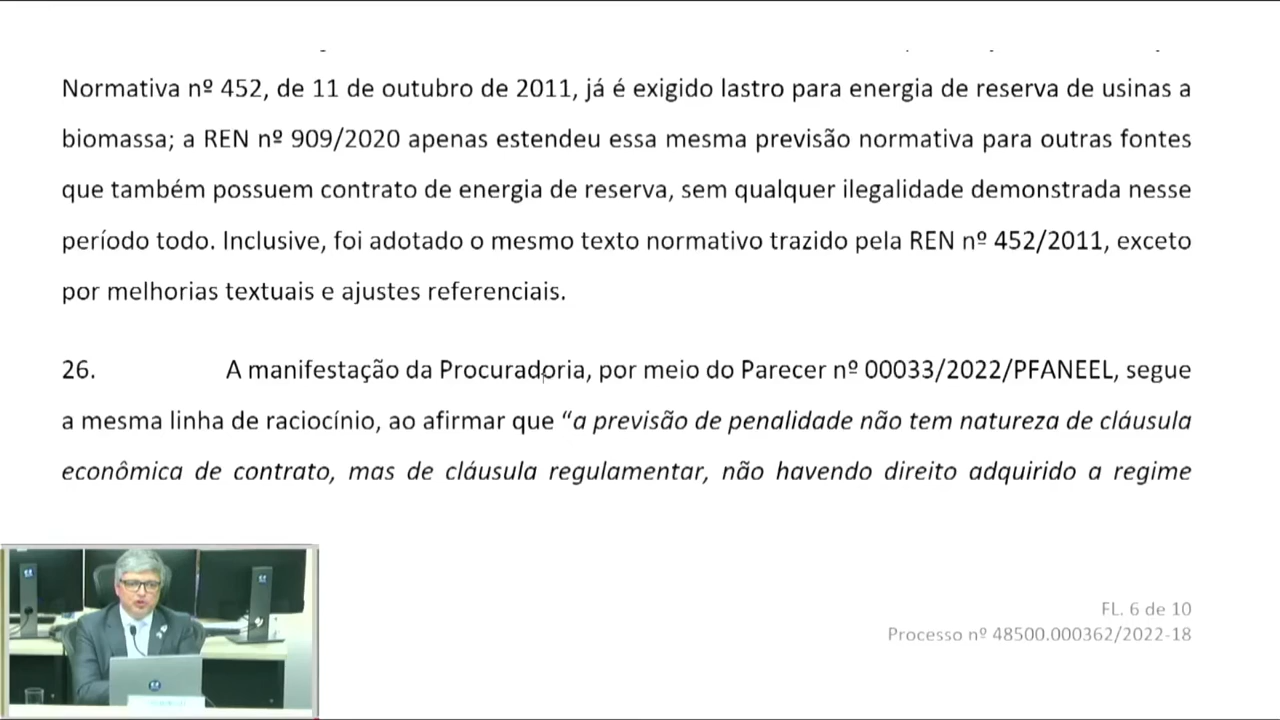 Normativa nº 452, de 11 de outubro de 2011, já é exigido lastro para energia de reserva de usinas a
biomassa; a REN nº 909/2020 apenas estendeu essa mesma previsão normativa para outras fontes
que também possuem contrato de energia de reserva, sem qualquer ilegalidade demonstrada nesse
período todo. Inclusive, foi adotado o mesmo texto normativo trazido pela REN nº 452/2011, exceto
por melhorias textuais e ajustes referenciais.
26. A manifestação da Procuradoria, por meio do Parecer nº 00033/2022/PFANEEL, segue
a mesma linha de raciocínio, ao afirmar que “a previsão de penalidade não tem natureza de cláusula
econômica de contrato, mas de cláusula regulamentar, não havendo direito adquirido a regime
FL. 6 de 10
Processo nº 48500.000362/2022-18